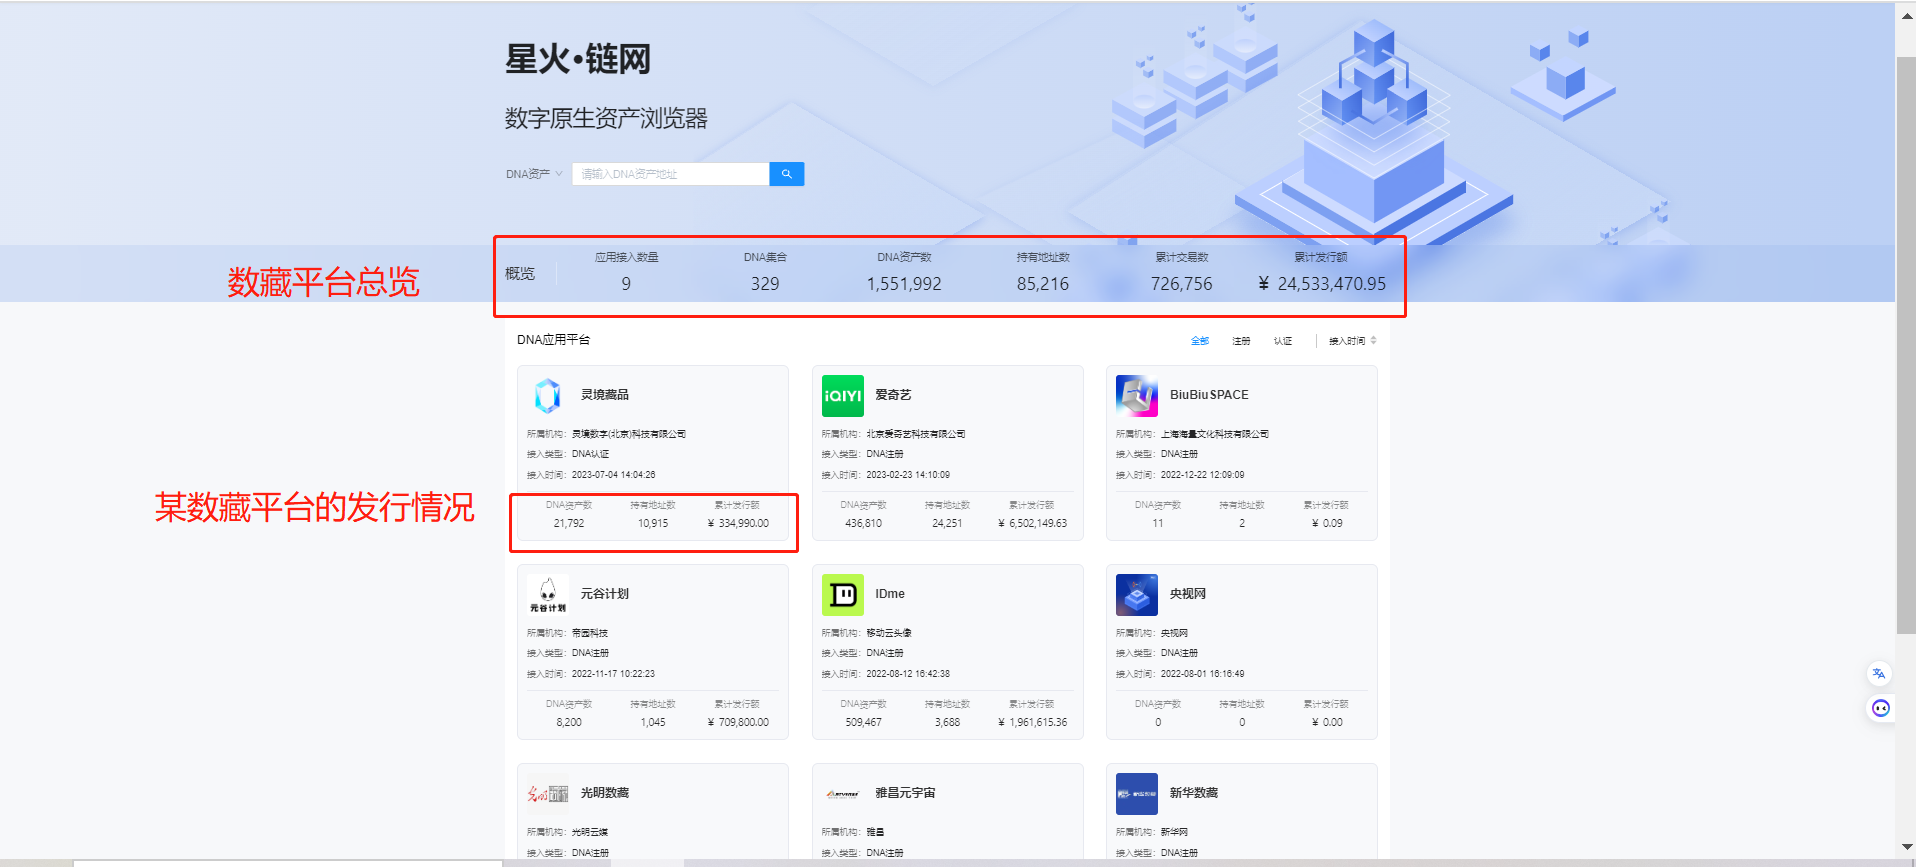 星火·链网
数字原生资产浏览器
DNA资产 请输入DNA资产地址
数藏平台总览
概览
应用接入数量 DNA集合 DNA资产数 持有地址数 累计交易数 累计发行额
9 329 1,551,992 85,216 726,756 ¥ 24,533,470.95
DNA应用平台 全部 注册 认证 接入时间
灵境藏品
所属机构：灵境数字(北京)科技有限公司
接入类型：DNA认证
接入时间：2023-07-04 14:04:26
DNA资产数 持有地址数 累计发行额
21,792 10,915 ¥ 334,990.00
某数藏平台的发行情况
iQIYI
爱奇艺
所属机构：北京爱奇艺科技有限公司
接入类型：DNA注册
接入时间：2023-02-23 14:10:09
DNA资产数 持有地址数 累计发行额
436,810 24,251 ¥ 6,502,149.63
BiuBiuSPACE
所属机构：上海海量文化科技有限公司
接入类型：DNA注册
接入时间：2022-12-22 12:09:09
DNA资产数 持有地址数 累计发行额
11 2 ¥ 0.09
元谷计划
元谷计划
所属机构：帝园科技
接入类型：DNA注册
接入时间：2022-11-17 10:22:23
DNA资产数 持有地址数 累计发行额
8,200 1,045 ¥ 709,800.00
IDme
所属机构：移动云头像
接入类型：DNA注册
接入时间：2022-08-12 16:42:38
DNA资产数 持有地址数 累计发行额
509,467 3,688 ¥ 1,961,615.36
央视网
所属机构：央视网
接入类型：DNA注册
接入时间：2022-08-01 16:16:49
DNA资产数 持有地址数 累计发行额
0 0 ¥ 0.00
光明数藏
所属机构：光明云媒
接入类型：DNA注册
雅昌元宇宙
所属机构：雅昌
接入类型：DNA注册
新华数藏
所属机构：新华网
接入类型：DNA注册